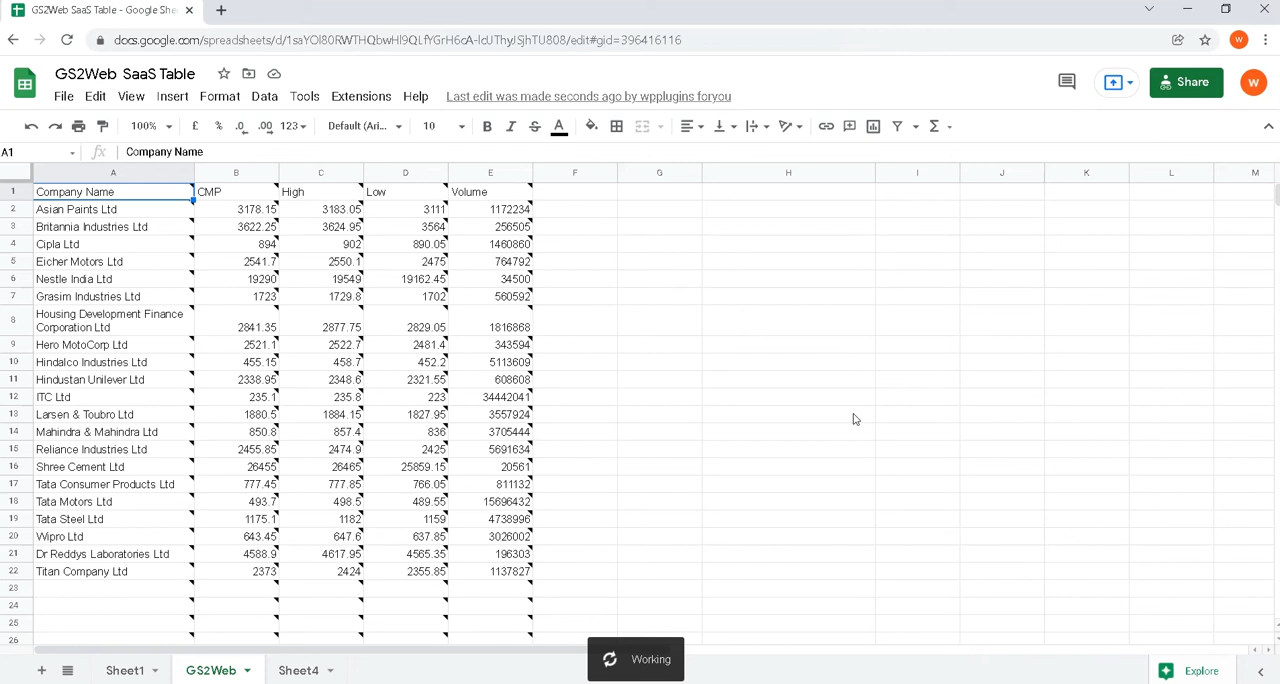 GS2Web SaaS Table - Google She
docs.google.com/spreadsheets/d/1saYOl80RWTHQbwHl9QLfYGrH6cA-lcUThyJSjhTU808/edit#gid=396416116
GS2Web SaaS Table
Share
File Edit View Insert Format Data Tools Extensions Help Last edit was made seconds ago by wpplugins foryou
100% £ % .0 .00 123 Default (Ari... 10 B I S A Σ
A1 fx Company Name
A B C D E F G H I J K L M
1 Company Name CMP High Low Volume
2 Asian Paints Ltd 3178.15 3183.05 3111 1172234
3 Britannia Industries Ltd 3622.25 3624.95 3564 256505
4 Cipla Ltd 894 902 890.05 1460860
5 Eicher Motors Ltd 2541.7 2550.1 2475 764792
6 Nestle India Ltd 19290 19549 19162.45 34500
7 Grasim Industries Ltd 1723 1729.8 1702 560592
Housing Development Finance
8 Corporation Ltd 2841.35 2877.75 2829.05 1816868
9 Hero MotoCorp Ltd 2521.1 2522.7 2481.4 343594
10 Hindalco Industries Ltd 455.15 458.7 452.2 5113609
11 Hindustan Unilever Ltd 2338.95 2348.6 2321.55 608608
12 ITC Ltd 235.1 235.8 223 34442041
13 Larsen & Toubro Ltd 1880.5 1884.15 1827.95 3557924
14 Mahindra & Mahindra Ltd 850.8 857.4 836 3705444
15 Reliance Industries Ltd 2455.85 2474.9 2425 5691634
16 Shree Cement Ltd 26455 26465 25859.15 20561
17 Tata Consumer Products Ltd 777.45 777.85 766.05 811132
18 Tata Motors Ltd 493.7 498.5 489.55 15696432
19 Tata Steel Ltd 1175.1 1182 1159 4738996
20 Wipro Ltd 643.45 647.6 637.85 3026002
21 Dr Reddys Laboratories Ltd 4588.9 4617.95 4565.35 196303
22 Titan Company Ltd 2373 2424 2355.85 1137827
23
24
25
26
Working
Sheet1 GS2Web Sheet4 Explore